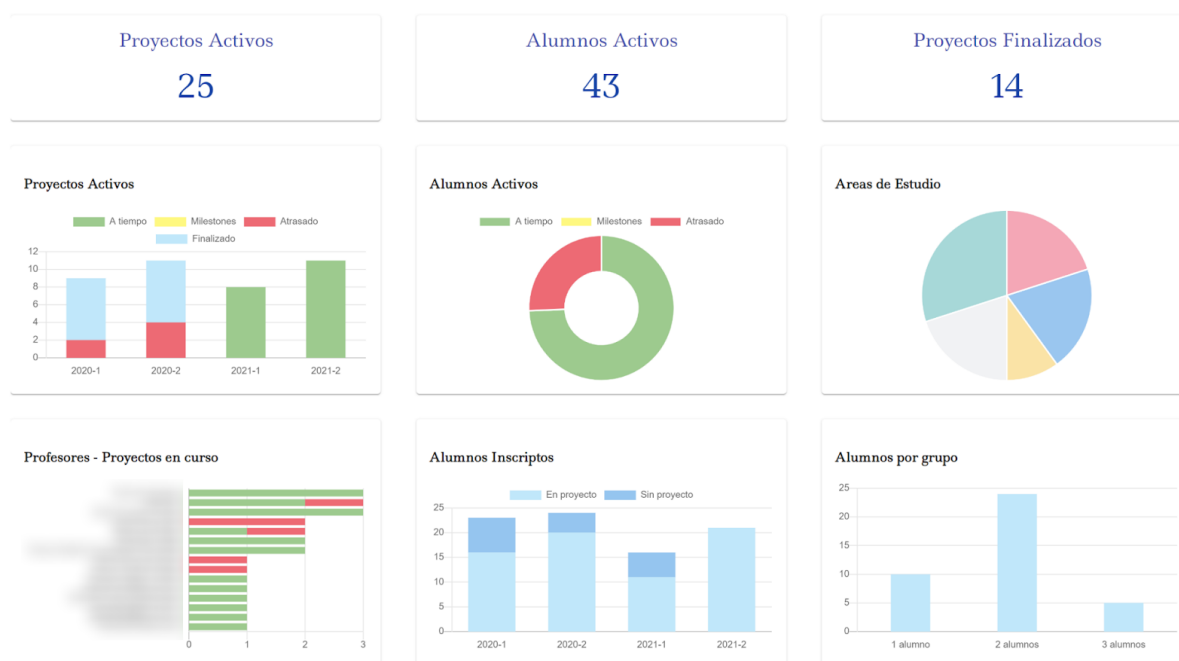 Proyectos Activos
25
Alumnos Activos
43
Proyectos Finalizados
14
Proyectos Activos
A tiempo Milestones Atrasado
Finalizado
12
10
8
6
4
2
0
2020-1 2020-2 2021-1 2021-2
Alumnos Activos
A tiempo Milestones Atrasado
Areas de Estudio
Profesores - Proyectos en curso
0 1 2 3
Alumnos Inscriptos
En proyecto Sin proyecto
25
20
15
10
5
0
2020-1 2020-2 2021-1 2021-2
Alumnos por grupo
25
20
15
10
5
0
1 alumno 2 alumnos 3 alumnos